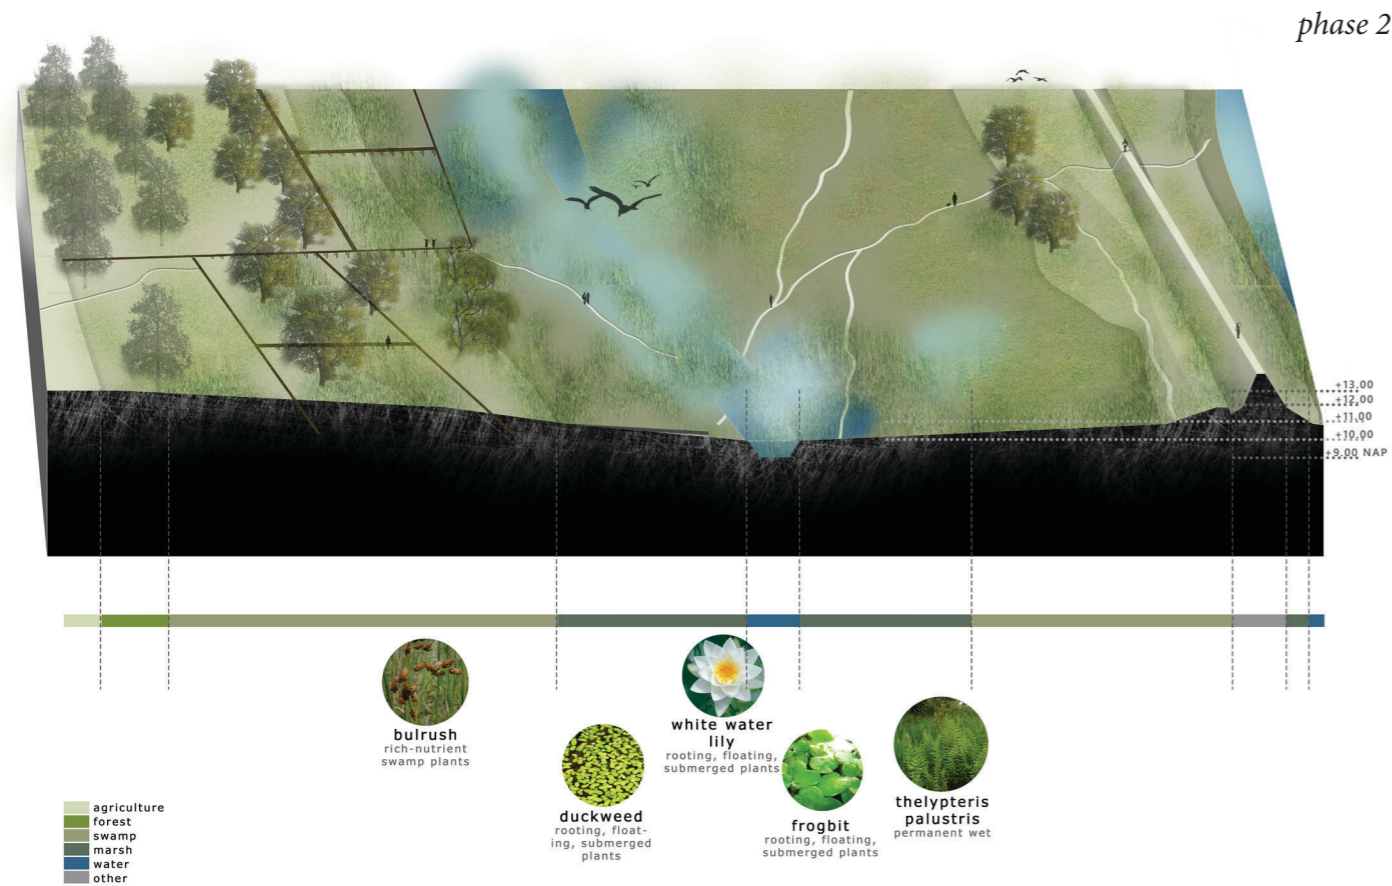 phase 2
+13.00
+12.00
+11.00
+10.00
+9.00 NAP
bulrush
rich-nutrient
swamp plants
duckweed
rooting, float-
ing, submerged
plants
white water
lily
rooting, floating,
submerged plants
frogbit
rooting, floating,
submerged plants
thelypteris
palustris
permanent wet
agriculture
forest
swamp
marsh
water
other